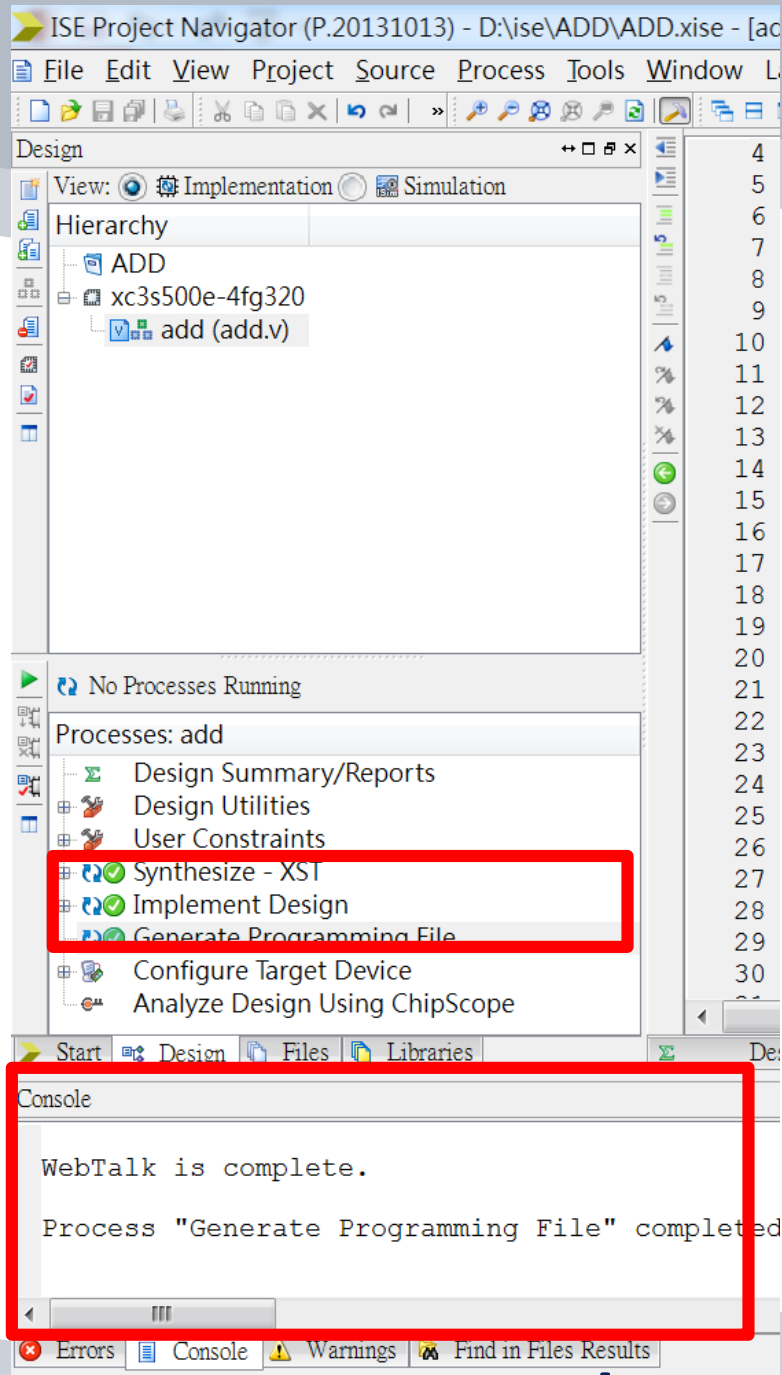 ISE Project Navigator (P.20131013) - D:\ise\ADD\ADD.xise - [ad
File Edit View Project Source Process Tools Window
Design
View: Implementation Simulation
Hierarchy
ADD
xc3s500e-4fg320
add (add.v)
No Processes Running
Processes: add
Design Summary/Reports
Design Utilities
User Constraints
Synthesize - XST
Implement Design
Generate Programming File
Configure Target Device
Analyze Design Using ChipScope
4
5
6
7
8
9
10
11
12
13
14
15
16
17
18
19
20
21
22
23
24
25
26
27
28
29
30
Start Design Files Libraries
Console
WebTalk is complete.
Process "Generate Programming File" completed
Errors Console Warnings Find in Files Results